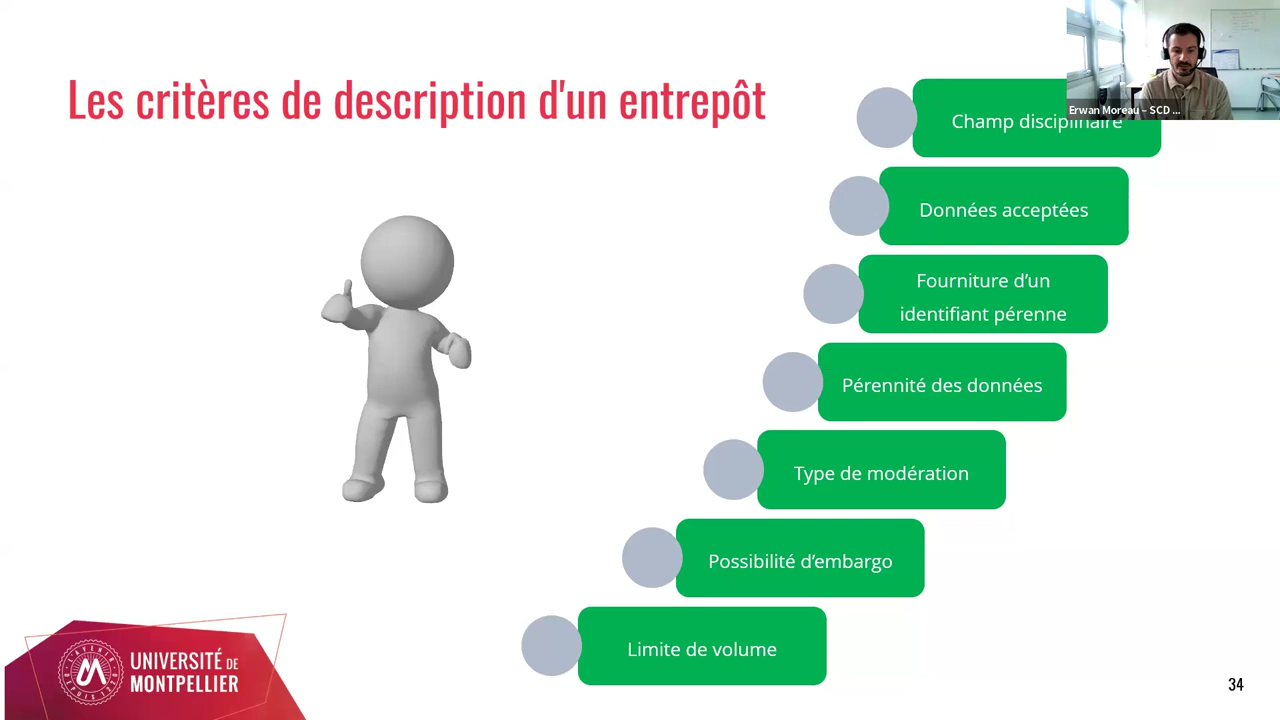 Les critères de description d'un entrepôt
Erwan Moreau – SCD ...
Champ disciplinaire
Données acceptées
Fourniture d’un
identifiant pérenne
Pérennité des données
Type de modération
Possibilité d’embargo
Limite de volume
UNIVERSITÉ DE
MONTPELLIER
34